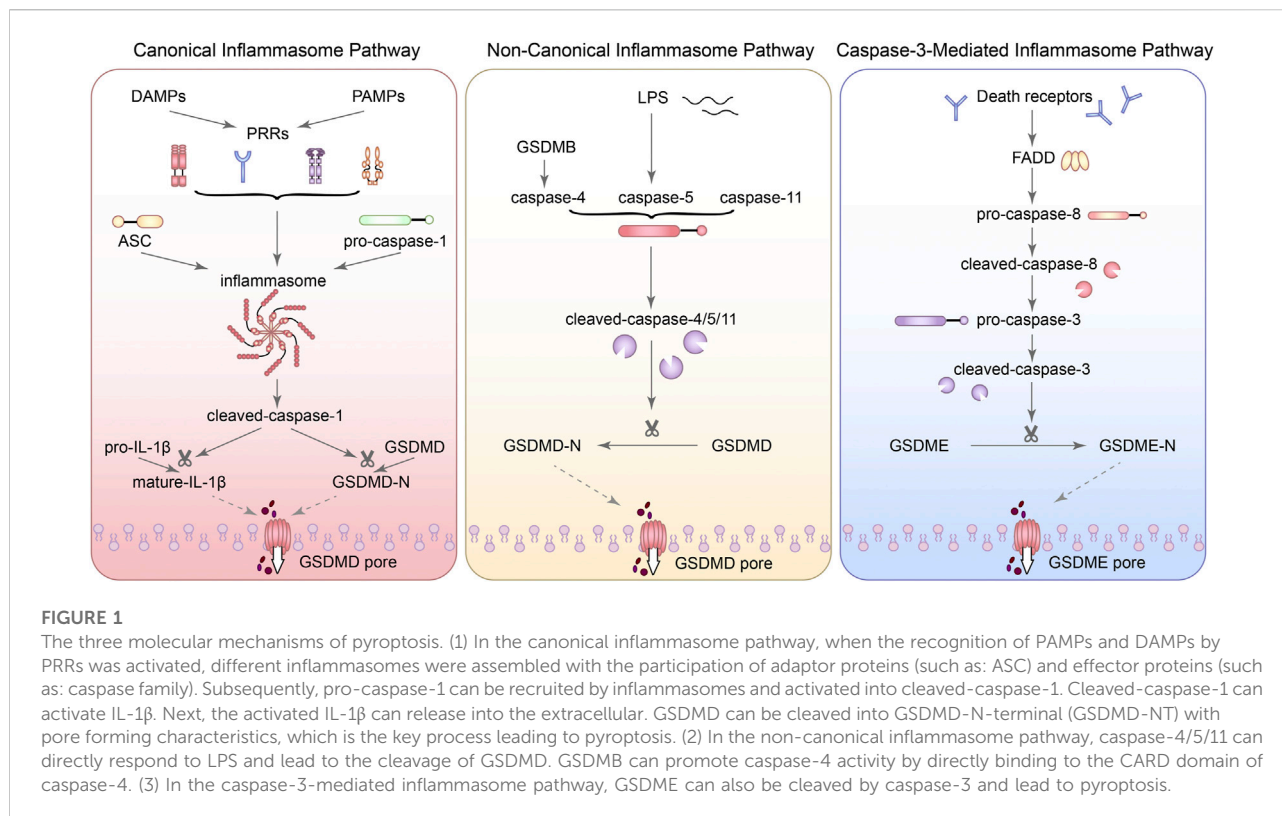 Canonical Inflammasome Pathway
DAMPs
PAMPs
PRRs
ASC
pro-caspase-1
inflammasome
cleaved-caspase-1
pro-IL-1β
GSDMD
mature-IL-1β
GSDMD-N
GSDMD pore
Non-Canonical Inflammasome Pathway
LPS
GSDMB
caspase-4
caspase-5
caspase-11
cleaved-caspase-4/5/11
GSDMD-N
GSDMD
GSDMD pore
Caspase-3-Mediated Inflammasome Pathway
Death receptors
FADD
pro-caspase-8
cleaved-caspase-8
pro-caspase-3
cleaved-caspase-3
GSDME
GSDME-N
GSDME pore
FIGURE 1
The three molecular mechanisms of pyroptosis. (1) In the canonical inflammasome pathway, when the recognition of PAMPs and DAMPs by
PRRs was activated, different inflammasomes were assembled with the participation of adaptor proteins (such as: ASC) and effector proteins (such
as: caspase family). Subsequently, pro-caspase-1 can be recruited by inflammasomes and activated into cleaved-caspase-1. Cleaved-caspase-1 can
activate IL-1β. Next, the activated IL-1β can release into the extracellular. GSDMD can be cleaved into GSDMD-N-terminal (GSDMD-NT) with
pore forming characteristics, which is the key process leading to pyroptosis. (2) In the non-canonical inflammasome pathway, caspase-4/5/11 can
directly respond to LPS and lead to the cleavage of GSDMD. GSDMB can promote caspase-4 activity by directly binding to the CARD domain of
caspase-4. (3) In the caspase-3-mediated inflammasome pathway, GSDME can also be cleaved by caspase-3 and lead to pyroptosis.